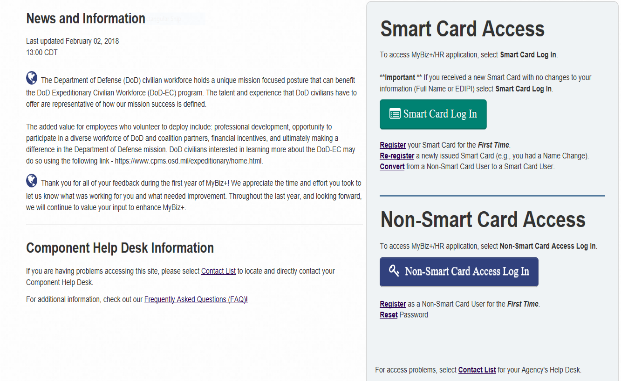 News and Information
Last updated February 02, 2018
13:00 CDT
The Department of Defense (DoD) civilian workforce holds a unique mission focused posture that can benefit
the DoD Expeditionary Civilian Workforce (DoD-EC) program. The talent and experience that DoD civilians have to
offer are representative of how our mission success is defined.
The added value for employees who volunteer to deploy include: professional development, opportunity to
participate in a diverse workforce of DoD and coalition partners, financial incentives, and ultimately making a
difference in the Department of Defense mission. DoD civilians interested in learning more about the DoD-EC may
do so using the following link - https://www.cpms.osd.mil/expeditionary/home.html.
Thank you for all of your feedback during the first year of MyBiz+! We appreciate the time and effort you took to
let us know what was working for you and what needed improvement. Throughout the last year, and looking forward,
we will continue to value your input to enhance MyBiz+.
Component Help Desk Information
If you are having problems accessing this site, please select Contact List to locate and directly contact your
Component Help Desk.
For additional information, check out our Frequently Asked Questions (FAQ)!
Smart Card Access
To access MyBiz+/HR application, select Smart Card Log In.
**Important ** If you received a new Smart Card with no changes to your
information (Full Name or EDIPI) select Smart Card Log In.
Smart Card Log In
Register your Smart Card for the First Time.
Re-register a newly issued Smart Card (e.g., you had a Name Change).
Convert from a Non-Smart Card User to a Smart Card User.
Non-Smart Card Access
To access MyBiz+/HR application, select Non-Smart Card Access Log In.
Non-Smart Card Access Log In
Register as a Non-Smart Card User for the First Time.
Reset Password
For access problems, select Contact List for your Agency's Help Desk.